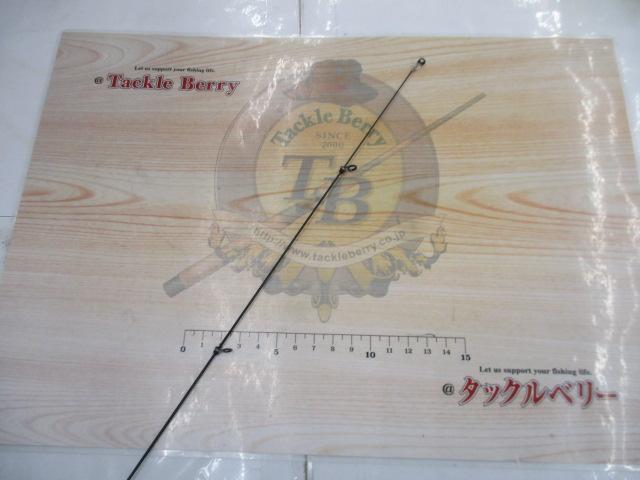 Let us support your fishing life.
@ Tackle Berry
Tackle Berry
SINCE
2000
TB
http://www.tackleberry.co.jp
0 1 2 3 4 5 6 7 8 9 10 11 12 13 14 15
Let us support your fishing life.
@ タックルベリー